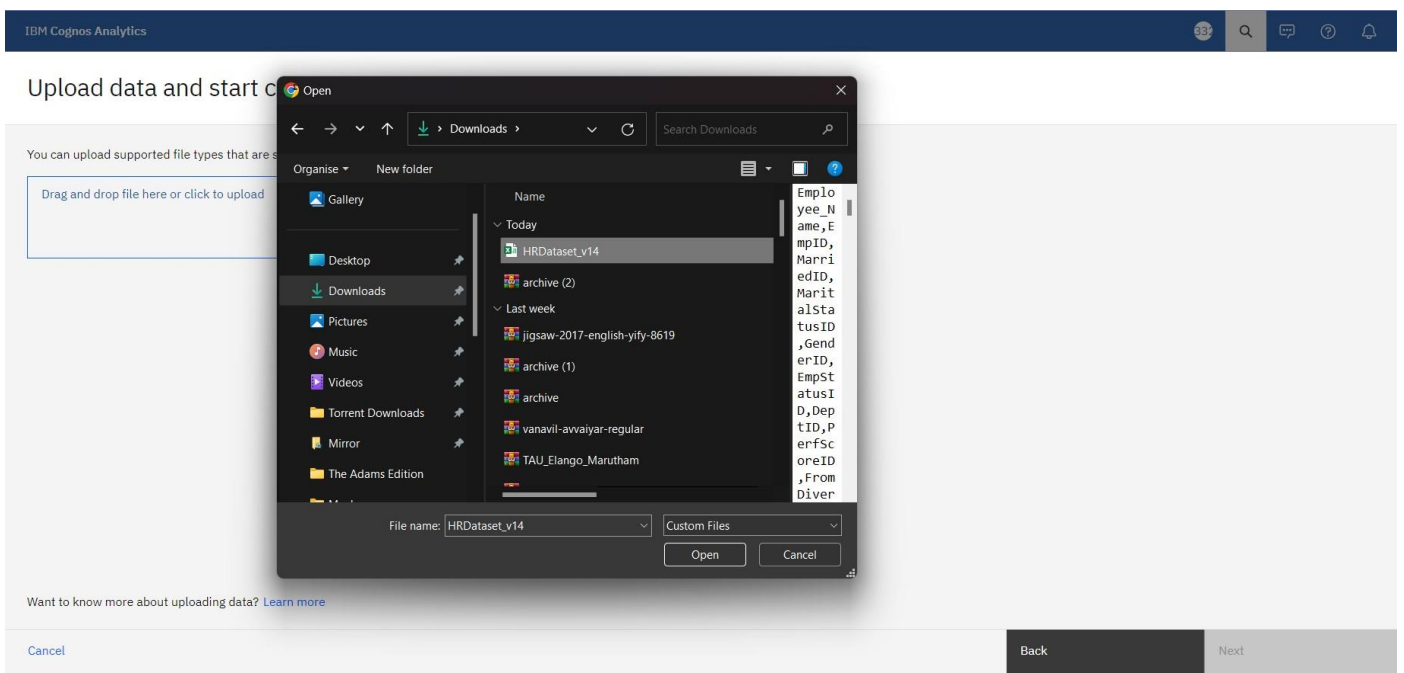 IBM Cognos Analytics
Upload data and start c
You can upload supported file types that are s
Drag and drop file here or click to upload
Open
Downloads
Search Downloads
Organise
New folder
Gallery
Desktop
Downloads
Pictures
Music
Videos
Torrent Downloads
Mirror
The Adams Edition
Name
Today
HRDataset_v14
archive (2)
Last week
jigsaw-2017-english-yify-8619
archive (1)
archive
vanavil-avvaiyar-regular
TAU_Elango_Marutham
Emplo
yee_N
ame,E
mpID,
Marri
edID,
Marit
alSta
tusID
,Gend
erID,
EmpSt
atusI
D,Dep
tID,P
erfSc
oreID
,From
Diver
File name: HRDataset_v14
Custom Files
Open
Cancel
Want to know more about uploading data? Learn more
Cancel
Back
Next